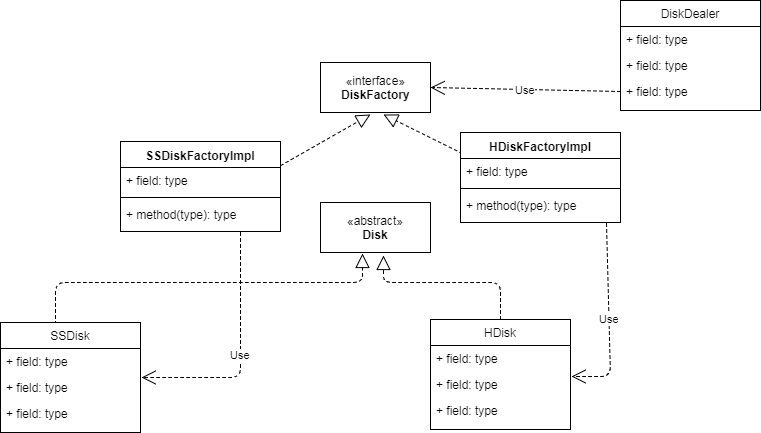 DiskDealer
+ field: type
+ field: type
+ field: type
«interface»
DiskFactory
Use
SSDiskFactoryImpl
+ field: type
+ method(type): type
HDiskFactoryImpl
+ field: type
+ method(type): type
«abstract»
Disk
SSDisk
+ field: type
+ field: type
+ field: type
Use
HDisk
+ field: type
+ field: type
+ field: type
Use